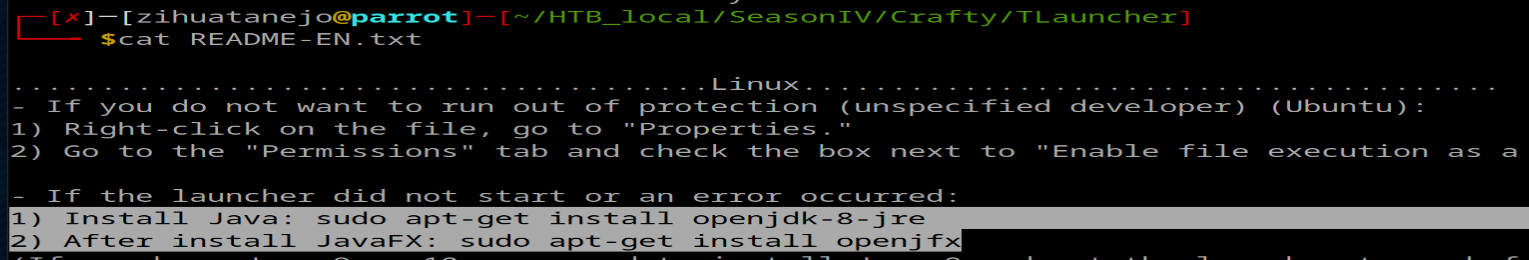 [✗]─[zihuatanejo@parrot]─[~/HTB_local/SeasonIV/Crafty/TLauncher]
$cat README-EN.txt
.......................................Linux.......................................
- If you do not want to run out of protection (unspecified developer) (Ubuntu):
1) Right-click on the file, go to "Properties."
2) Go to the "Permissions" tab and check the box next to "Enable file execution as a
- If the launcher did not start or an error occurred:
1) Install Java: sudo apt-get install openjdk-8-jre
2) After install JavaFX: sudo apt-get install openjfx